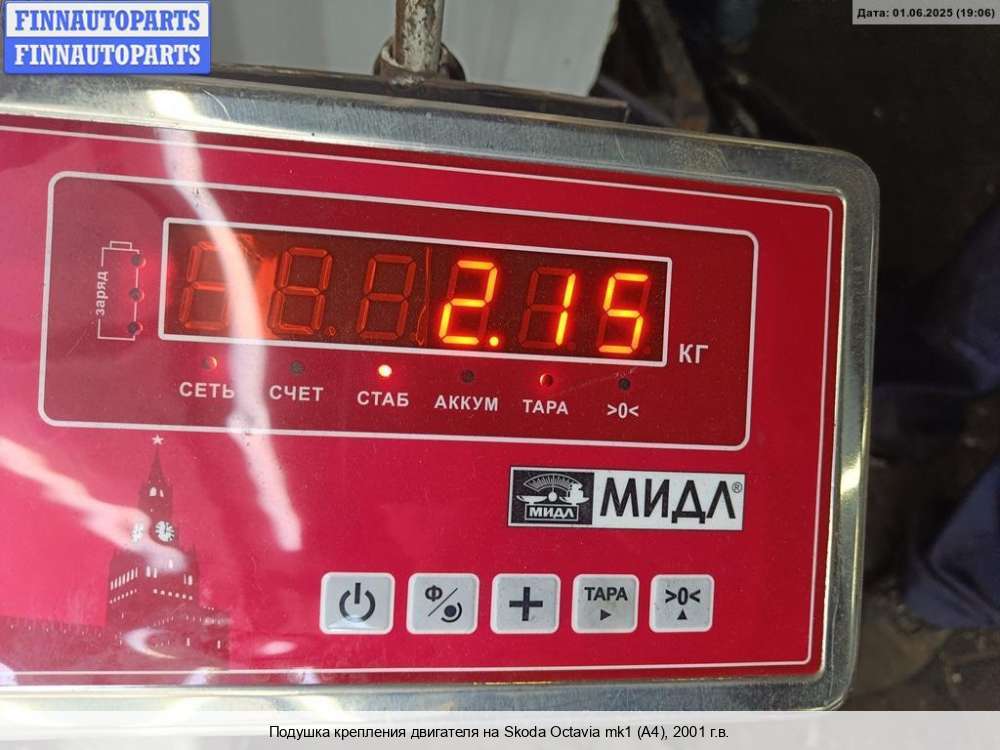 FINNAUTOPARTS
FINNAUTOPARTS
Дата: 01.06.2025 (19:06)
заряд
2.15
КГ
СЕТЬ СЧЕТ СТАБ АККУМ ТАРА >0<
МИДЛ МИДЛ®
Ф ТАРА >0<
Подушка крепления двигателя на Skoda Octavia mk1 (A4), 2001 г.в.